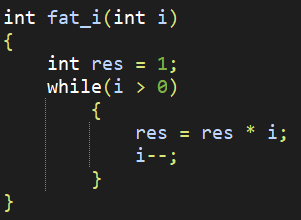 int fat_i(int i)
{
    int res = 1;
    while(i > 0)
        {
            res = res * i;
            i--;
        }
}